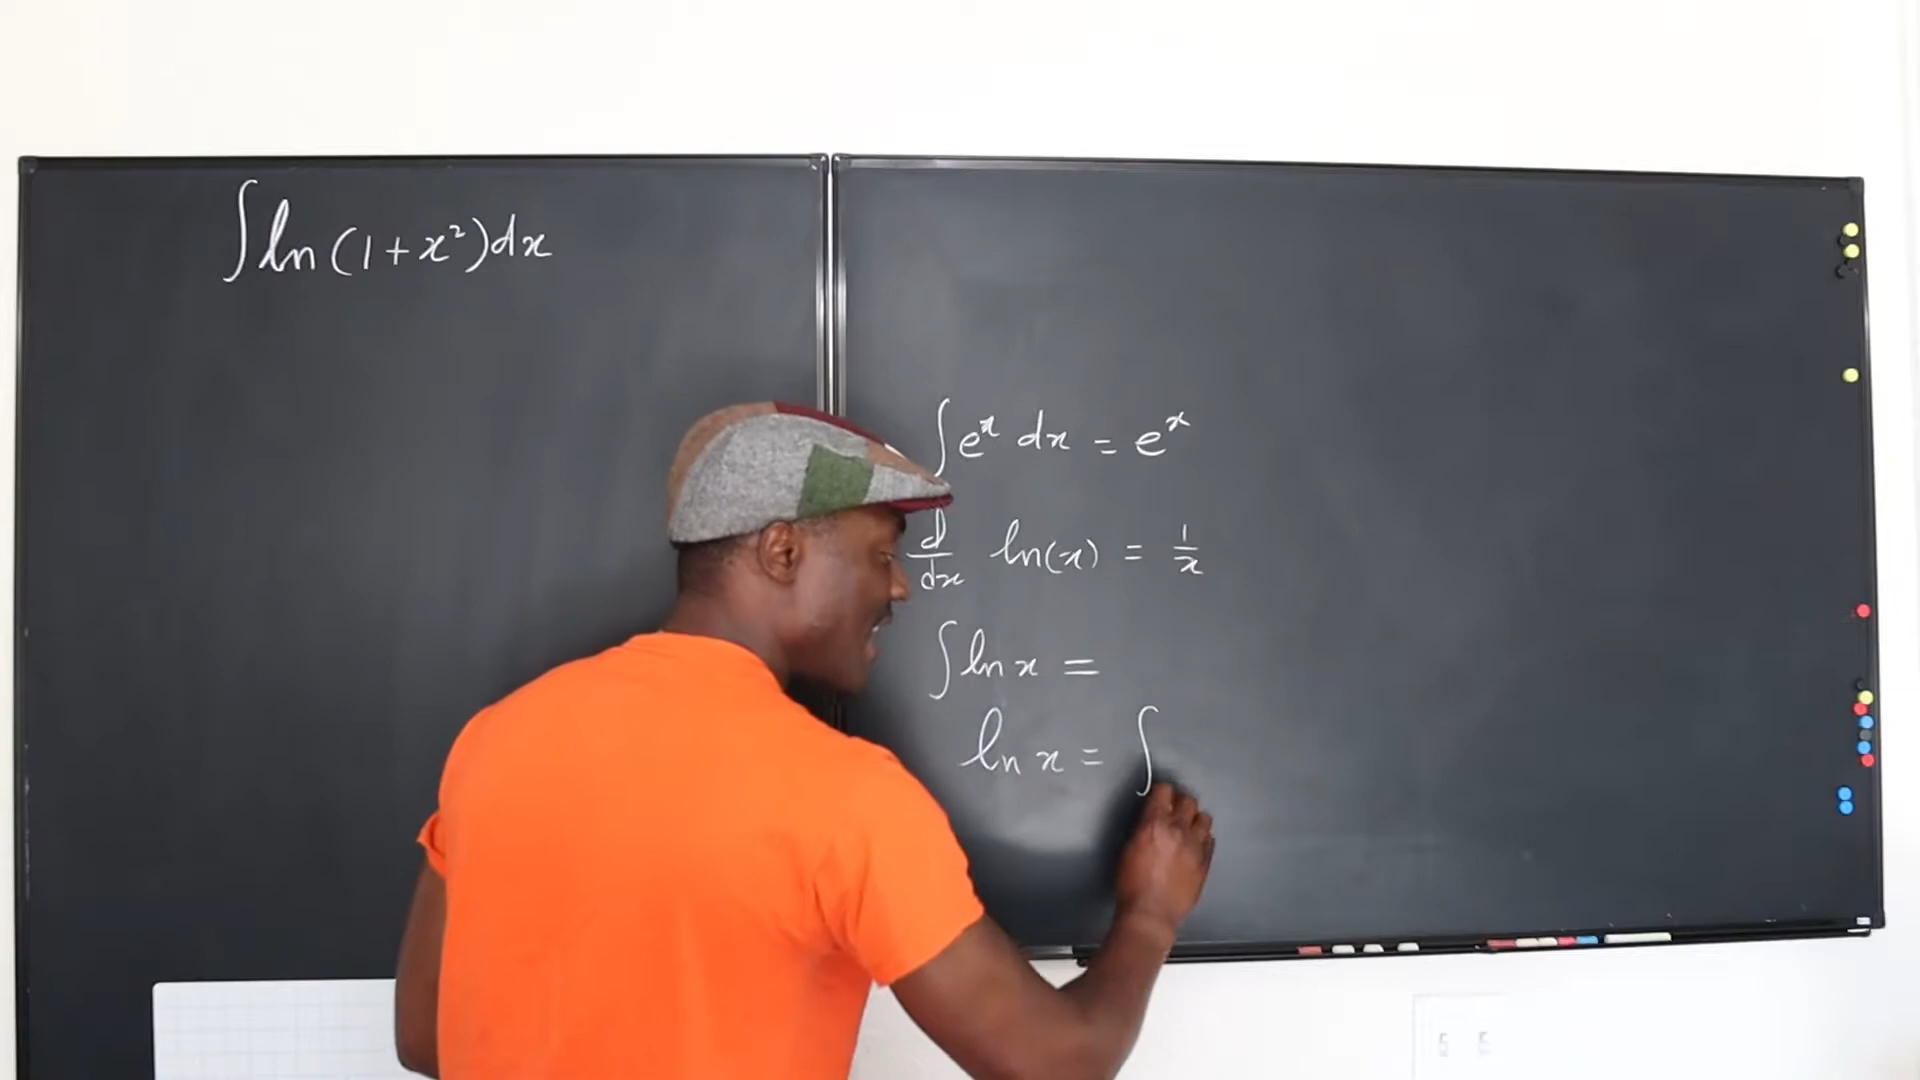 ∫ ln (1 + x²) dx
∫ eˣ dx = eˣ
d/dx ln(x) = 1/x
∫ ln x =
ln x = ∫